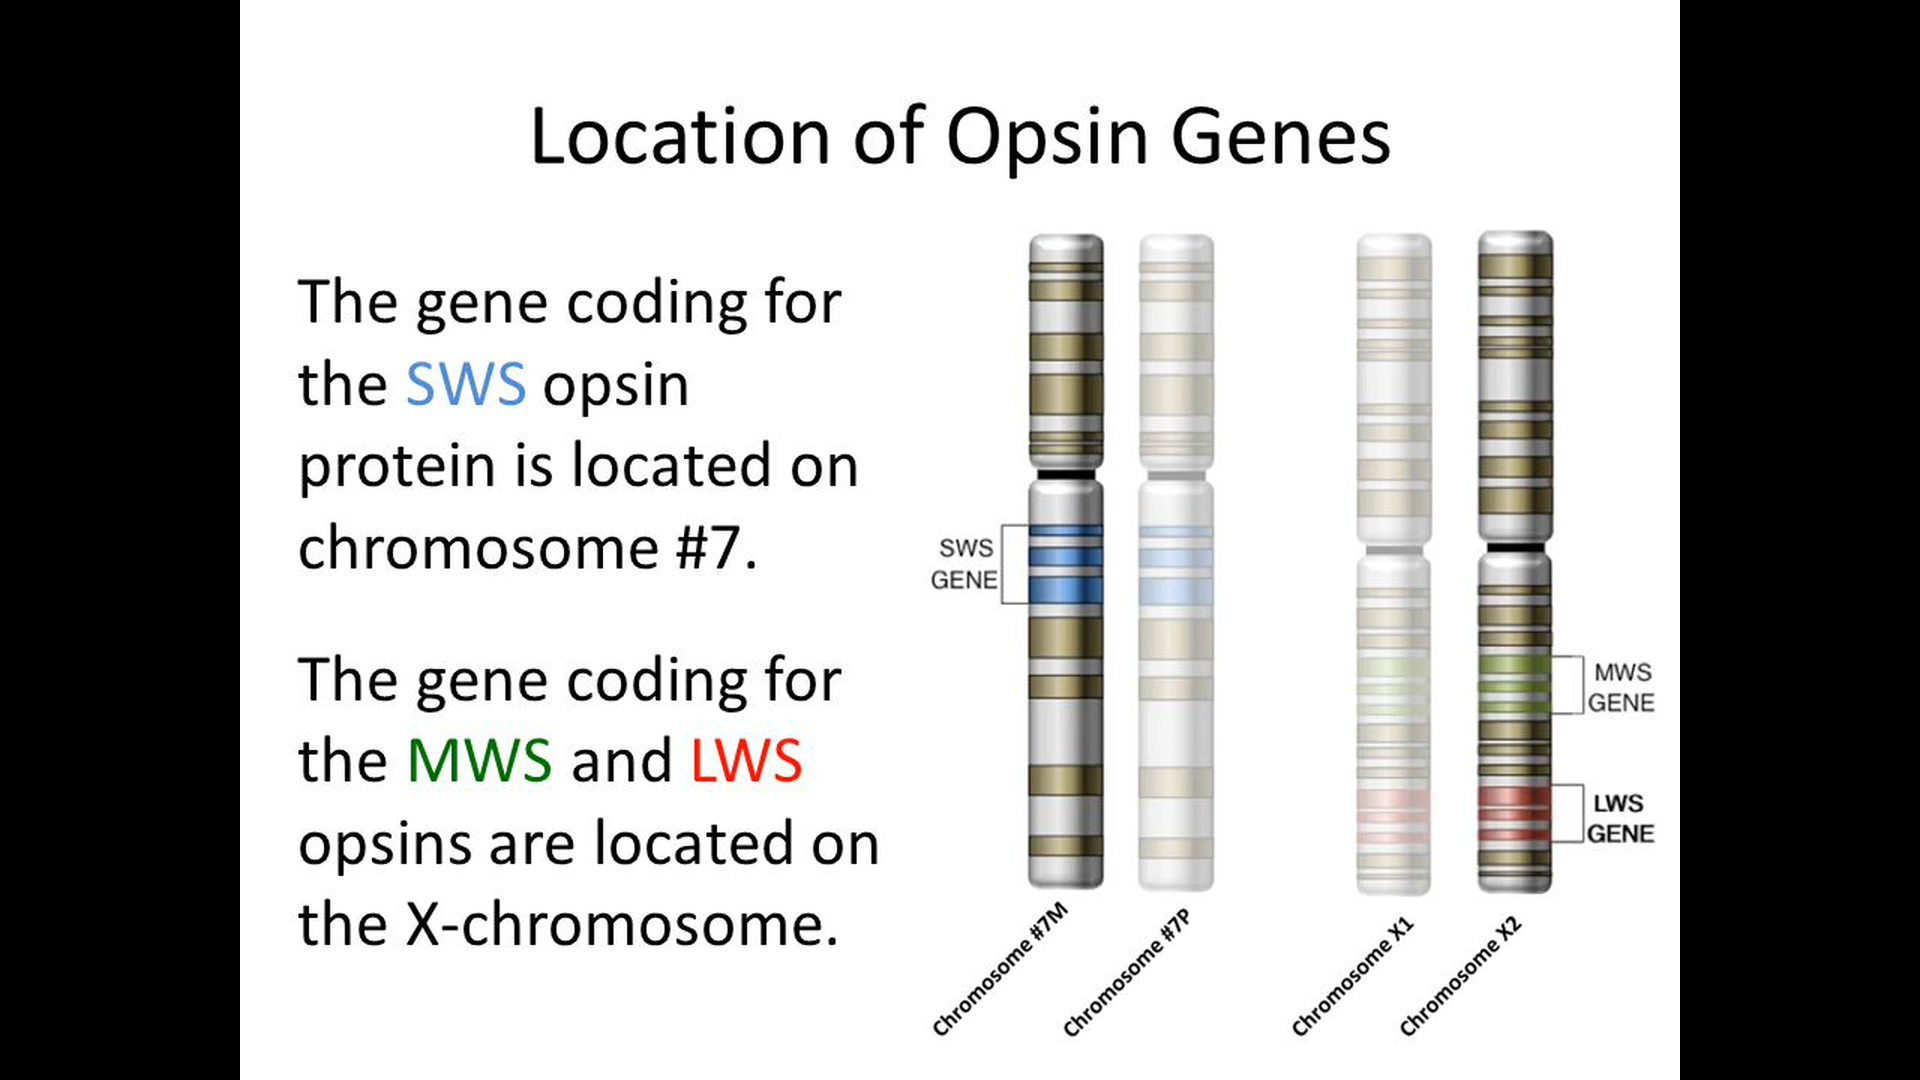 Location of Opsin Genes
The gene coding for
the SWS opsin
protein is located on
chromosome #7.
The gene coding for
the MWS and LWS
opsins are located on
the X-chromosome.
SWS
GENE
MWS
GENE
LWS
GENE
Chromosome #7M
Chromosome #7P
Chromosome X1
Chromosome X2